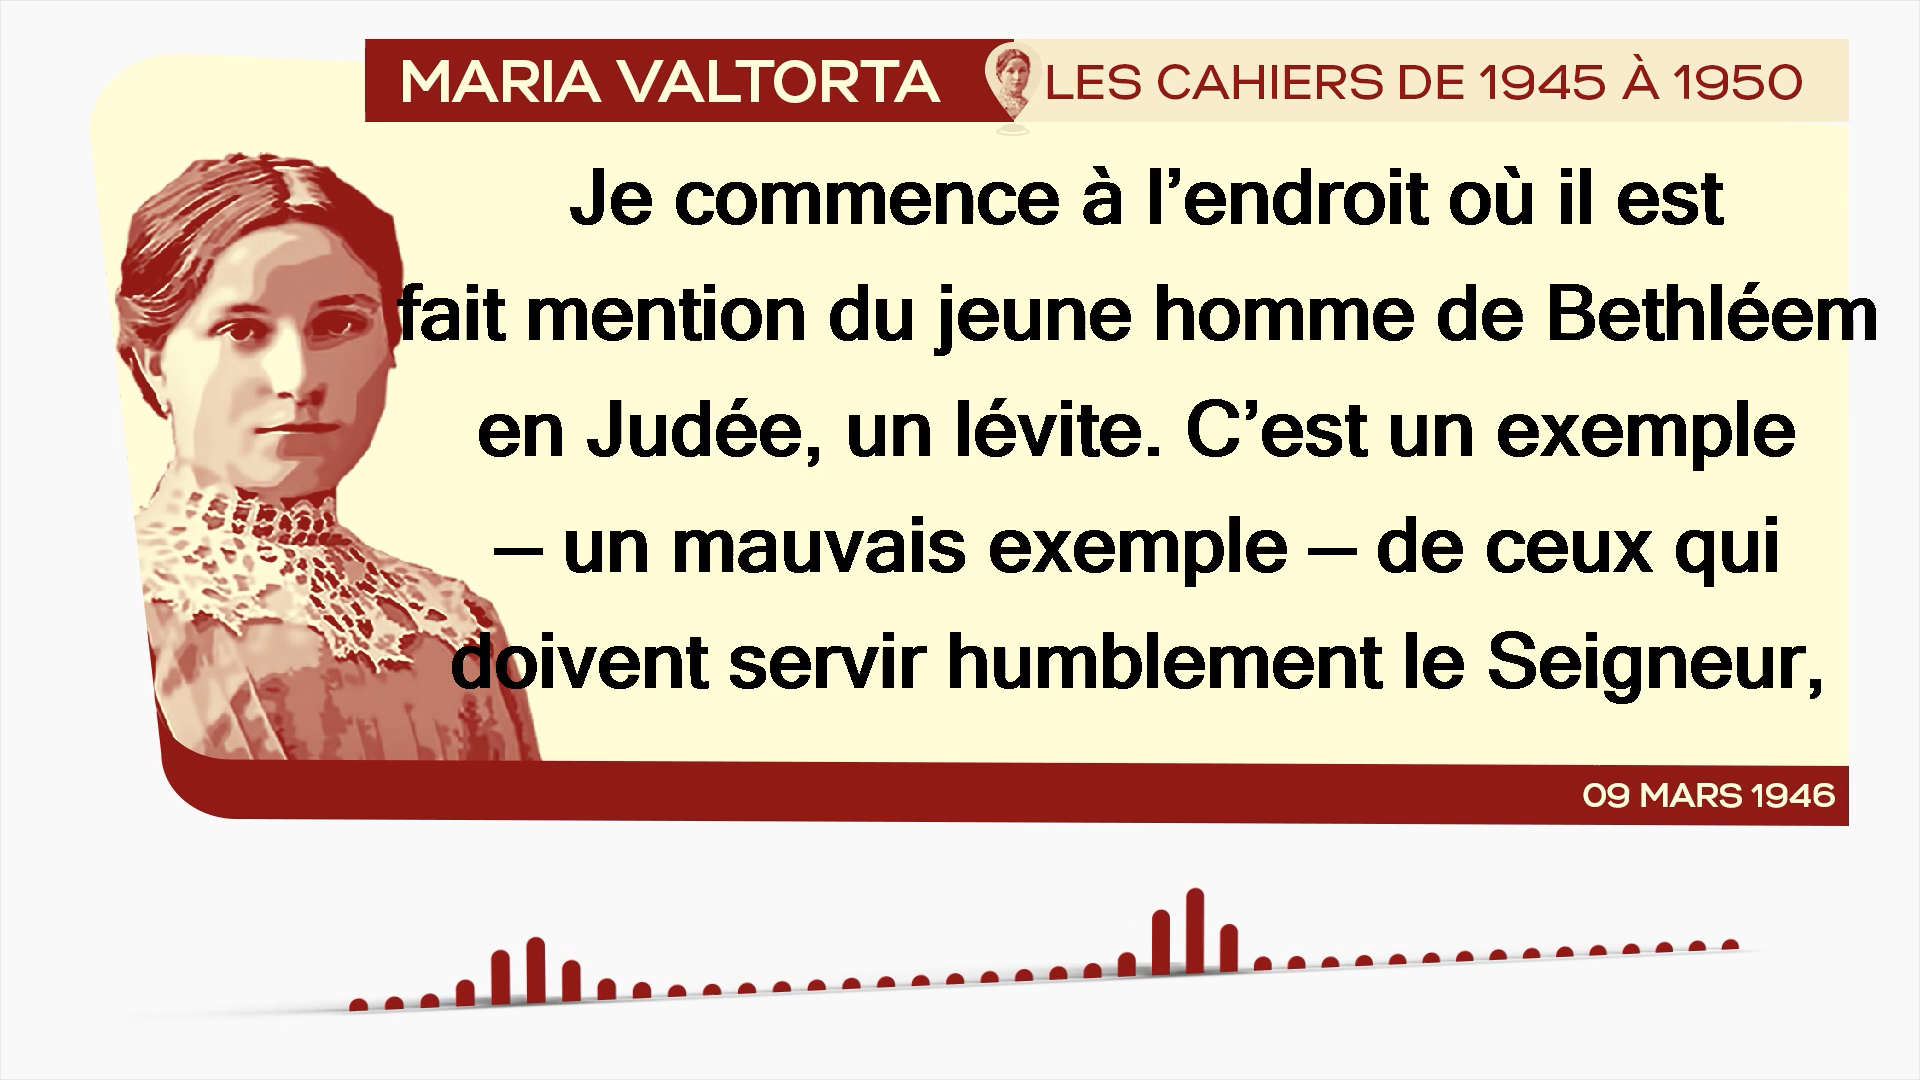 MARIA VALTORTA
LES CAHIERS DE 1945 À 1950
Je commence à l’endroit où il est
fait mention du jeune homme de Bethléem
en Judée, un lévite. C’est un exemple
— un mauvais exemple — de ceux qui
doivent servir humblement le Seigneur,
09 MARS 1946